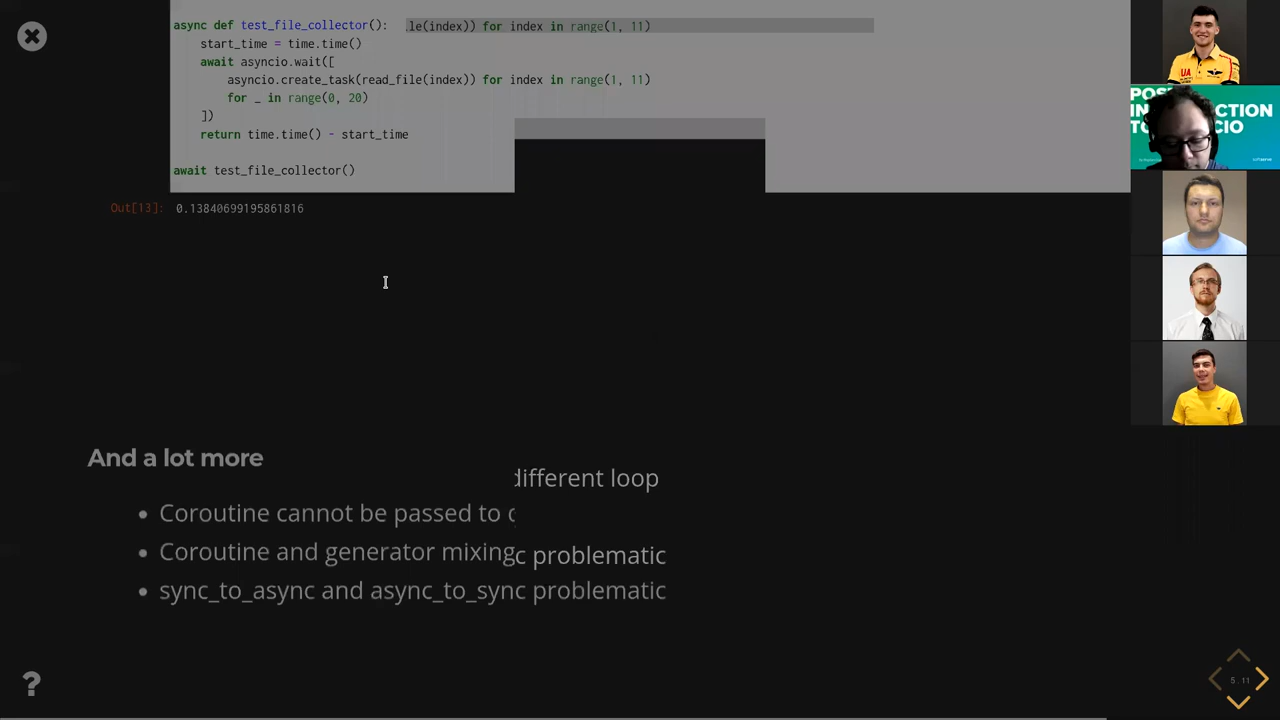 async def test_file_collector():
le(index)) for index in range(1, 11)
start_time = time.time()
await asyncio.wait([
asyncio.create_task(read_file(index)) for index in range(1, 11)
for _ in range(0, 20)
])
return time.time() - start_time
await test_file_collector()
Out[13]: 0.13840699195861816
And a lot more
different loop
• Coroutine cannot be passed to
• Coroutine and generator mixing
c problematic
• sync_to_async and async_to_sync problematic
?
5.11
UA